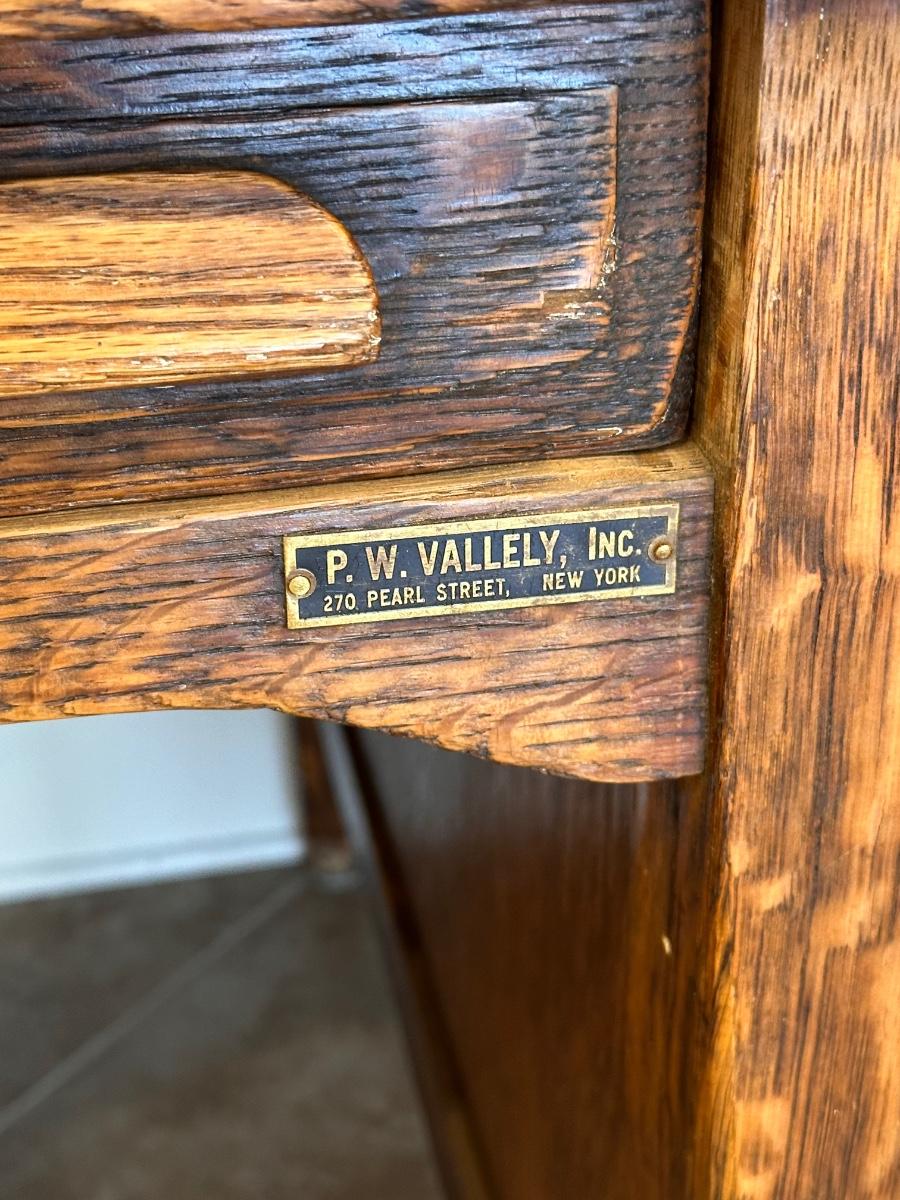 P. W. VALLELY, INC.
270 PEARL STREET, NEW YORK